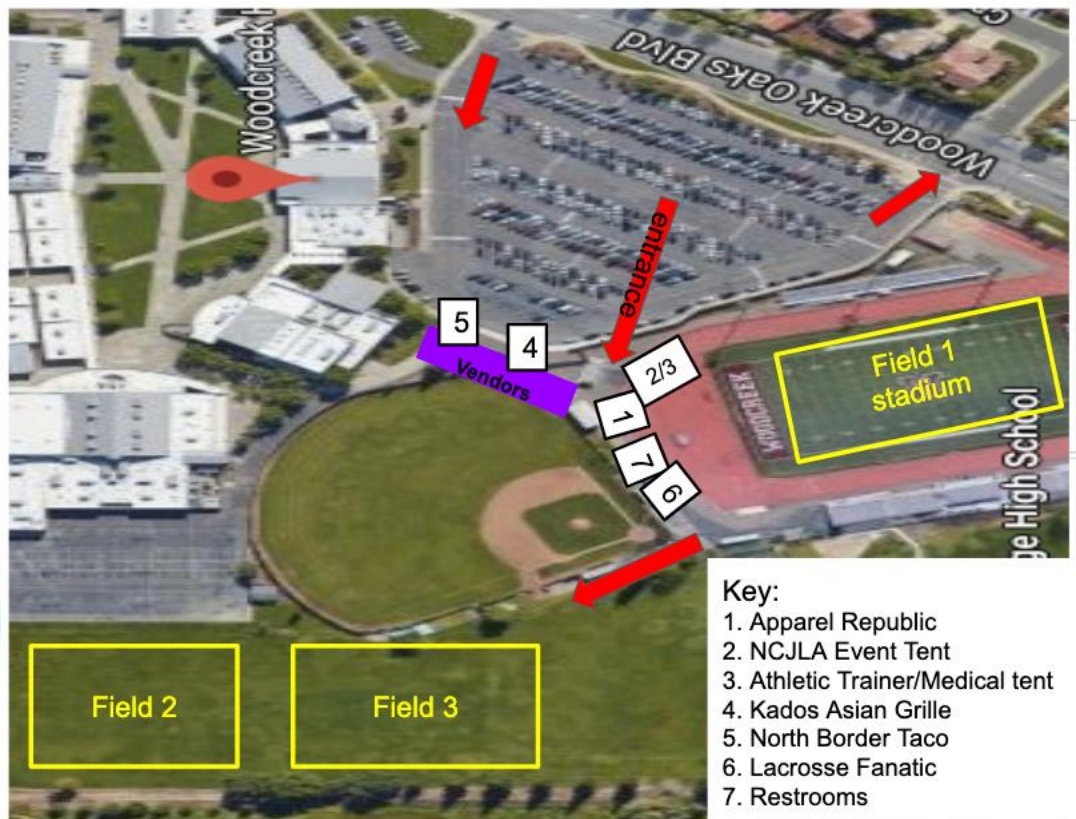 Woodcreek H
Woodcreek Oaks Blvd
entrance
5
4
Vendors
2/3
1
7
6
Field 1
stadium
WOODCREEK
ge High School
Field 2
Field 3
Key:
1. Apparel Republic
2. NCJLA Event Tent
3. Athletic Trainer/Medical tent
4. Kados Asian Grille
5. North Border Taco
6. Lacrosse Fanatic
7. Restrooms